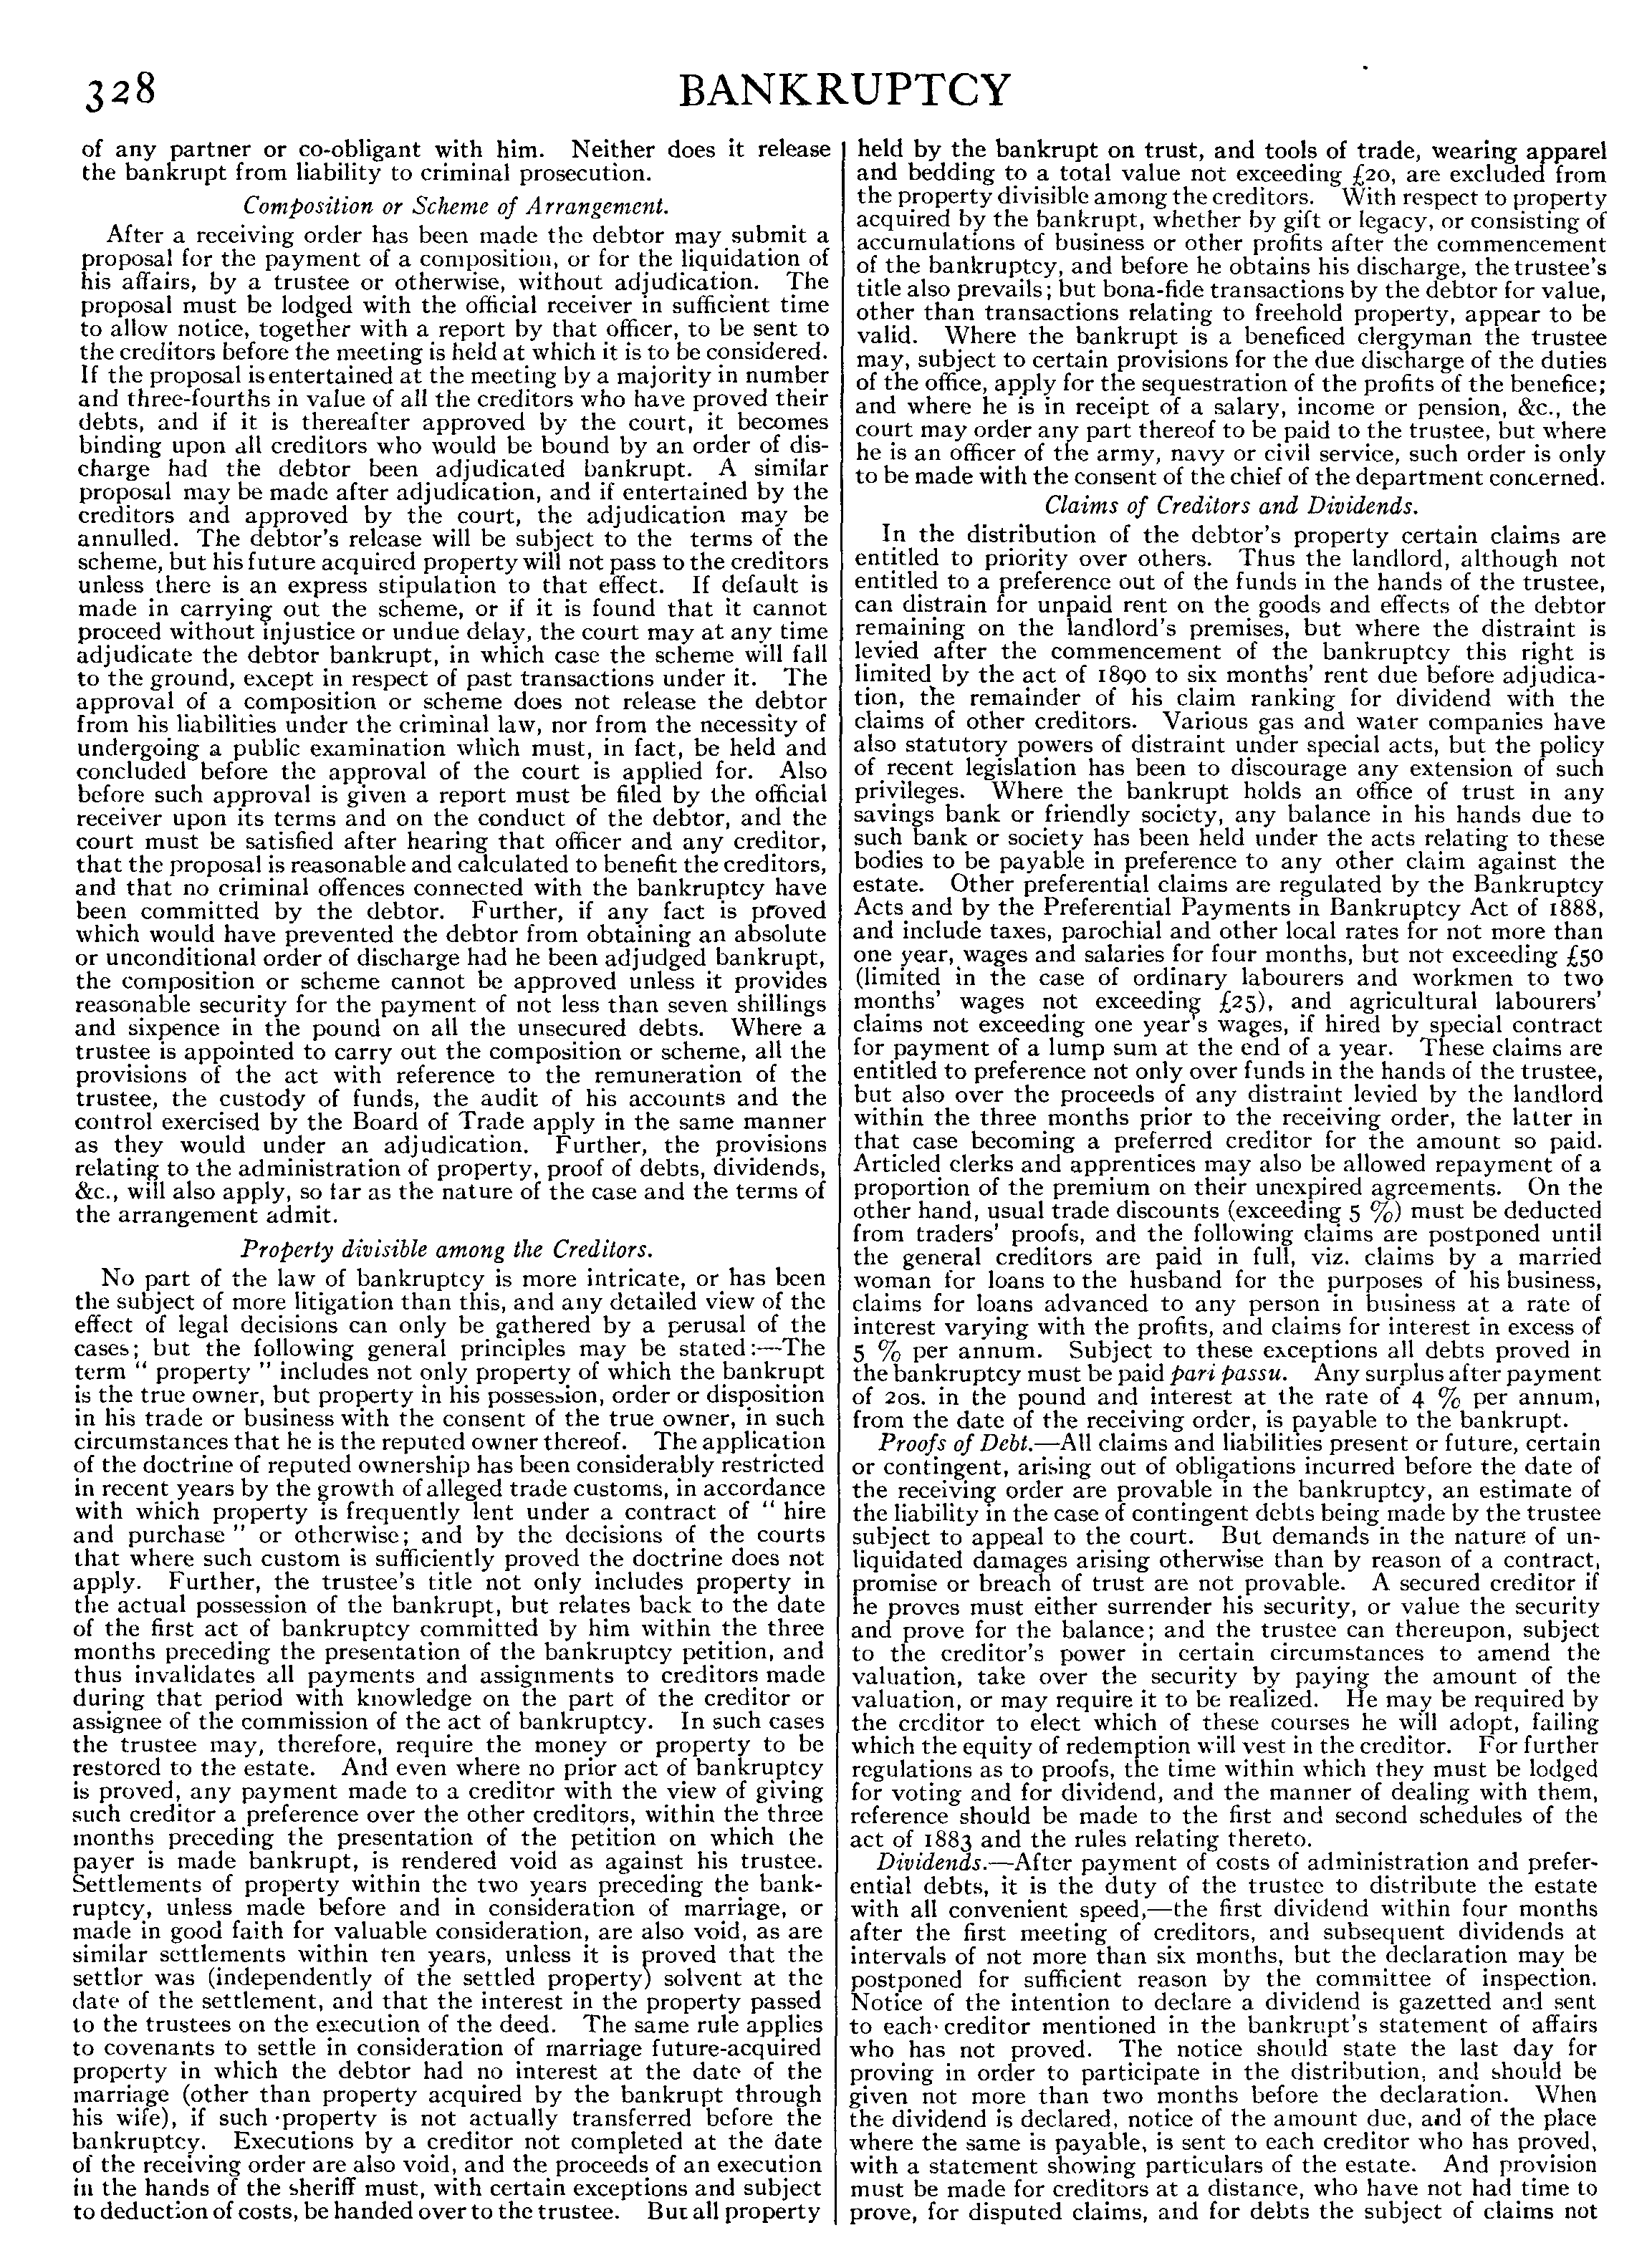 328
BANKRUPTCY
of any partner or co-obligant with him. Neither does it release
the bankrupt from liability to criminal prosecution.
Composition or Scheme of Arrangement.
After a receiving order has been made the debtor may submit a
proposal for the payment of a composition, or for the liquidation of
his affairs, by a trustee or otherwise, without adjudication. The
proposal must be lodged with the official receiver in sufficient time
to allow notice, together with a report by that officer, to be sent to
the creditors before the meeting is held at which it is to be considered.
If the proposal is entertained at the meeting by a majority in number
and three-fourths in value of all the creditors who have proved their
debts, and if it is thereafter approved by the court, it becomes
binding upon all creditors who would be bound by an order of dis-
charge had the debtor been adjudicated bankrupt. A similar
proposal may be made after adjudication, and if entertained by the
creditors and approved by the court, the adjudication may be
annulled. The debtor's release will be subject to the terms of the
scheme, but his future acquired property will not pass to the creditors
unless there is an express stipulation to that effect. If default is
made in carrying out the scheme, or if it is found that it cannot
proceed without injustice or undue delay, the court may at any time
adjudicate the debtor bankrupt, in which case the scheme will fall
to the ground, except in respect of past transactions under it. The
approval of a composition or scheme does not release the debtor
from his liabilities under the criminal law, nor from the necessity of
undergoing a public examination which must, in fact, be held and
concluded before the approval of the court is applied for. Also
before such approval is given a report must be filed by the official
receiver upon its terms and on the conduct of the debtor, and the
court must be satisfied after hearing that officer and any creditor,
that the proposal is reasonable and calculated to benefit the creditors,
and that no criminal offences connected with the bankruptcy have
been committed by the debtor. Further, if any fact is proved
which would have prevented the debtor from obtaining an absolute
or unconditional order of discharge had he been adjudged bankrupt,
the composition or scheme cannot be approved unless it provides
reasonable security for the payment of not less than seven shillings
and sixpence in the pound on all the unsecured debts. Where a
trustee is appointed to carry out the composition or scheme, all the
provisions of the act with reference to the remuneration of the
trustee, the custody of funds, the audit of his accounts and the
control exercised by the Board of Trade apply in the same manner
as they would under an adjudication. Further, the provisions
relating to the administration of property, proof of debts, dividends,
&c., will also apply, so far as the nature of the case and the terms of
the arrangement admit.
Property divisible among the Creditors.
No part of the law of bankruptcy is more intricate, or has been
the subject of more litigation than this, and any detailed view of the
effect of legal decisions can only be gathered by a perusal of the
cases; but the following general principles may be stated:—The
term " property " includes not only property of which the bankrupt
is the true owner, but property in his possession, order or disposition
in his trade or business with the consent of the true owner, in such
circumstances that he is the reputed owner thereof. The application
of the doctrine of reputed ownership has been considerably restricted
in recent years by the growth of alleged trade customs, in accordance
with which property is frequently lent under a contract of " hire
and purchase " or otherwise; and by the decisions of the courts
that where such custom is sufficiently proved the doctrine does not
apply. Further, the trustee's title not only includes property in
the actual possession of the bankrupt, but relates back to the date
of the first act of bankruptcy committed by him within the three
months preceding the presentation of the bankruptcy petition, and
thus invalidates all payments and assignments to creditors made
during that period with knowledge on the part of the creditor or
assignee of the commission of the act of bankruptcy. In such cases
the trustee may, therefore, require the money or property to be
restored to the estate. And even where no prior act of bankruptcy
is proved, any payment made to a creditor with the view of giving
such creditor a preference over the other creditors, within the three
months preceding the presentation of the petition on which the
payer is made bankrupt, is rendered void as against his trustee.
Settlements of property within the two years preceding the bank-
ruptcy, unless made before and in consideration of marriage, or
made in good faith for valuable consideration, are also void, as are
similar settlements within ten years, unless it is proved that the
settlor was (independently of the settled property) solvent at the
date of the settlement, and that the interest in the property passed
to the trustees on the execution of the deed. The same rule applies
to covenants to settle in consideration of marriage future-acquired
property in which the debtor had no interest at the date of the
marriage (other than property acquired by the bankrupt through
his wife), if such property is not actually transferred before the
bankruptcy. Executions by a creditor not completed at the date
of the receiving order are also void, and the proceeds of an execution
in the hands of the sheriff must, with certain exceptions and subject
to deduction of costs, be handed over to the trustee. But all property
held by the bankrupt on trust, and tools of trade, wearing apparel
and bedding to a total value not exceeding £20, are excluded from
the property divisible among the creditors. With respect to property
acquired by the bankrupt, whether by gift or legacy, or consisting of
accumulations of business or other profits after the commencement
of the bankruptcy, and before he obtains his discharge, the trustee's
title also prevails; but bona-fide transactions by the debtor for value,
other than transactions relating to freehold property, appear to be
valid. Where the bankrupt is a beneficed clergyman the trustee
may, subject to certain provisions for the due discharge of the duties
of the office, apply for the sequestration of the profits of the benefice;
and where he is in receipt of a salary, income or pension, &c., the
court may order any part thereof to be paid to the trustee, but where
he is an officer of the army, navy or civil service, such order is only
to be made with the consent of the chief of the department concerned.
Claims of Creditors and Dividends.
In the distribution of the debtor's property certain claims are
entitled to priority over others. Thus the landlord, although not
entitled to a preference out of the funds in the hands of the trustee,
can distrain for unpaid rent on the goods and effects of the debtor
remaining on the landlord's premises, but where the distraint is
levied after the commencement of the bankruptcy this right is
limited by the act of 1890 to six months' rent due before adjudica-
tion, the remainder of his claim ranking for dividend with the
claims of other creditors. Various gas and water companies have
also statutory powers of distraint under special acts, but the policy
of recent legislation has been to discourage any extension of such
privileges. Where the bankrupt holds an office of trust in any
savings bank or friendly society, any balance in his hands due to
such bank or society has been held under the acts relating to these
bodies to be payable in preference to any other claim against the
estate. Other preferential claims are regulated by the Bankruptcy
Acts and by the Preferential Payments in Bankruptcy Act of 1888,
and include taxes, parochial and other local rates for not more than
one year, wages and salaries for four months, but not exceeding £50
(limited in the case of ordinary labourers and workmen to two
months' wages not exceeding £25), and agricultural labourers'
claims not exceeding one year's wages, if hired by special contract
for payment of a lump sum at the end of a year. These claims are
entitled to preference not only over funds in the hands of the trustee,
but also over the proceeds of any distraint levied by the landlord
within the three months prior to the receiving order, the latter in
that case becoming a preferred creditor for the amount so paid.
Articled clerks and apprentices may also be allowed repayment of a
proportion of the premium on their unexpired agreements. On the
other hand, usual trade discounts (exceeding 5 %) must be deducted
from traders' proofs, and the following claims are postponed until
the general creditors are paid in full, viz. claims by a married
woman for loans to the husband for the purposes of his business,
claims for loans advanced to any person in business at a rate of
interest varying with the profits, and claims for interest in excess of
5 % per annum. Subject to these exceptions all debts proved in
the bankruptcy must be paid pari passu. Any surplus after payment
of 20s. in the pound and interest at the rate of 4 % per annum,
from the date of the receiving order, is payable to the bankrupt.
Proofs of Debt.—All claims and liabilities present or future, certain
or contingent, arising out of obligations incurred before the date of
the receiving order are provable in the bankruptcy, an estimate of
the liability in the case of contingent debts being made by the trustee
subject to appeal to the court. But demands in the nature of un-
liquidated damages arising otherwise than by reason of a contract,
promise or breach of trust are not provable. A secured creditor if
he proves must either surrender his security, or value the security
and prove for the balance; and the trustee can thereupon, subject
to the creditor's power in certain circumstances to amend the
valuation, take over the security by paying the amount of the
valuation, or may require it to be realized. He may be required by
the creditor to elect which of these courses he will adopt, failing
which the equity of redemption will vest in the creditor. For further
regulations as to proofs, the time within which they must be lodged
for voting and for dividend, and the manner of dealing with them,
reference should be made to the first and second schedules of the
act of 1883 and the rules relating thereto.
Dividends.—After payment of costs of administration and prefer-
ential debts, it is the duty of the trustee to distribute the estate
with all convenient speed,—the first dividend within four months
after the first meeting of creditors, and subsequent dividends at
intervals of not more than six months, but the declaration may be
postponed for sufficient reason by the committee of inspection.
Notice of the intention to declare a dividend is gazetted and sent
to each creditor mentioned in the bankrupt's statement of affairs
who has not proved. The notice should state the last day for
proving in order to participate in the distribution, and should be
given not more than two months before the declaration. When
the dividend is declared, notice of the amount due, and of the place
where the same is payable, is sent to each creditor who has proved,
with a statement showing particulars of the estate. And provision
must be made for creditors at a distance, who have not had time to
prove, for disputed claims, and for debts the subject of claims not